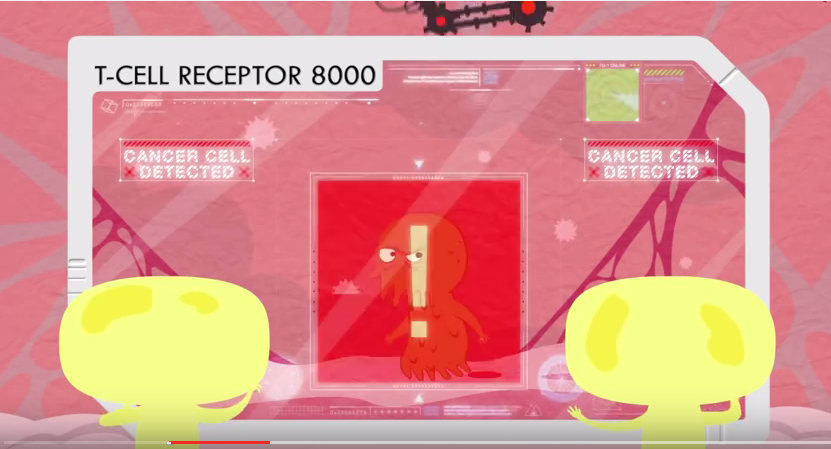 T-CELL RECEPTOR 8000
CANCER CELL
DETECTED
CANCER CELL
DETECTED